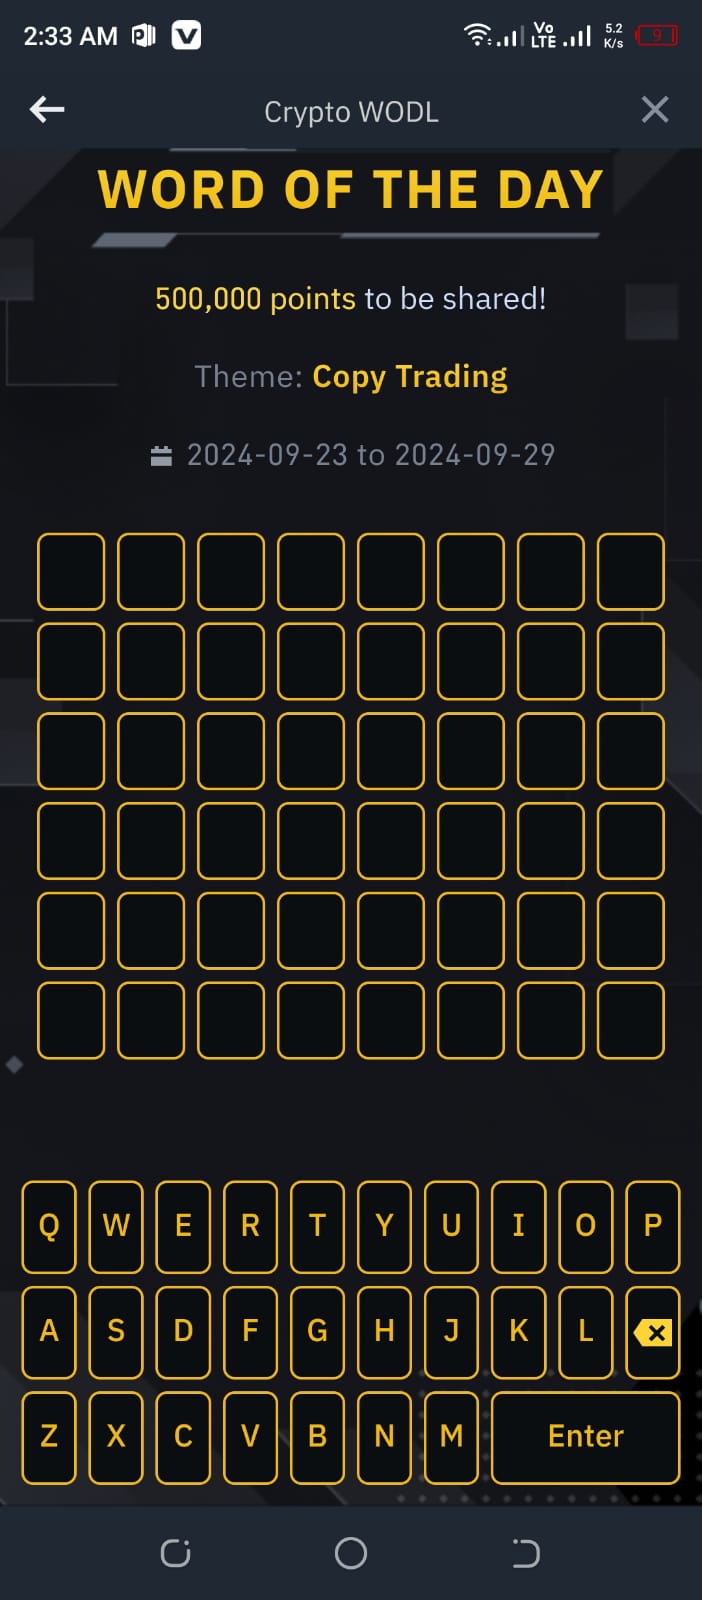 2:33 AM
Vo LTE
5.2 K/s
9
Crypto WODL
WORD OF THE DAY
500,000 points to be shared!
Theme: Copy Trading
2024-09-23 to 2024-09-29
Q W E R T Y U I O P
A S D F G H J K L
Z X C V B N M Enter